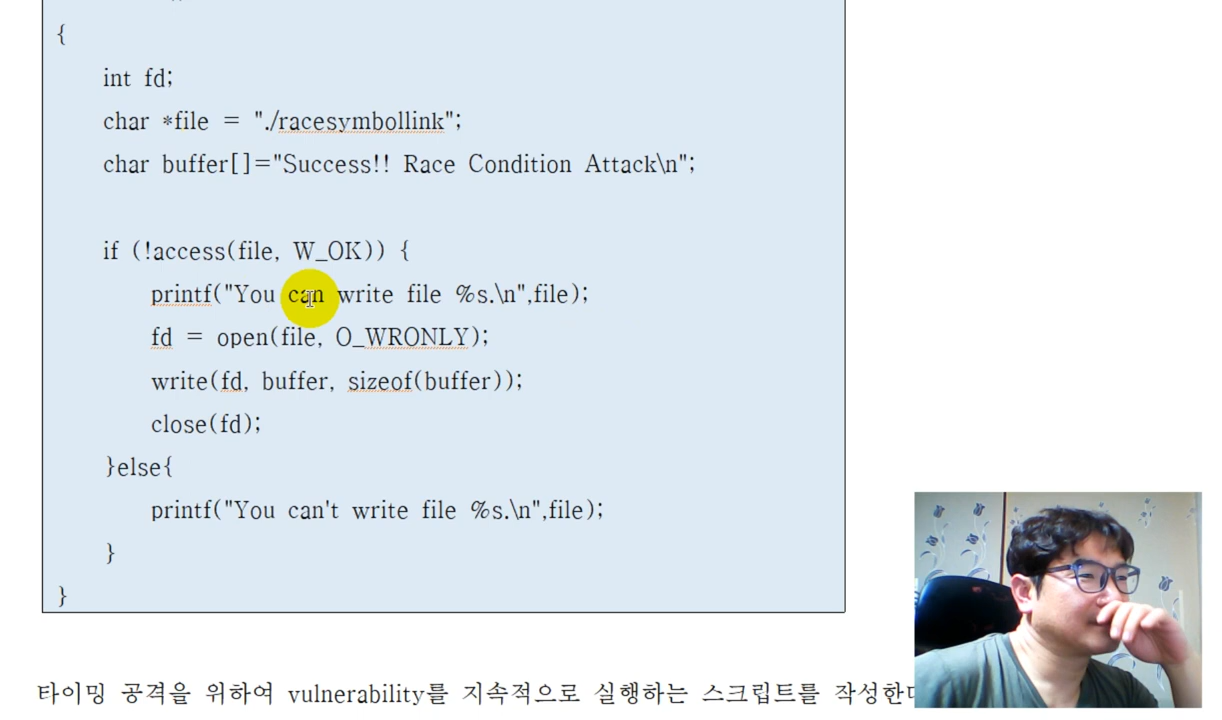 {
int fd;
char *file = "./racesymbollink";
char buffer[]="Success!! Race Condition Attack\n";
if (!access(file, W_OK)) {
printf("You can write file %s.\n",file);
fd = open(file, O_WRONLY);
write(fd, buffer, sizeof(buffer));
close(fd);
}else{
printf("You can't write file %s.\n",file);
}
}
타이밍 공격을 위하여 vulnerability를 지속적으로 실행하는 스크립트를